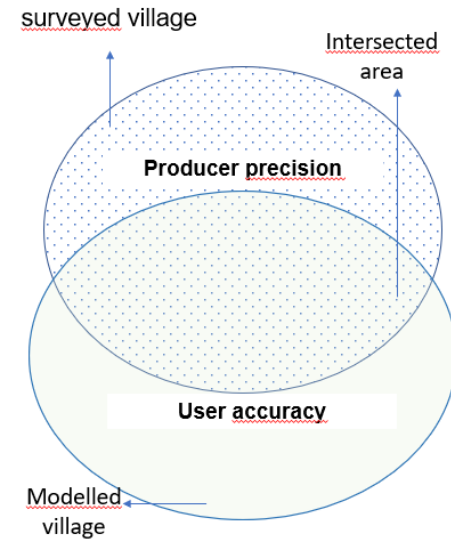 surveyed village
Intersected
area
Producer precision
User accuracy
Modelled
village